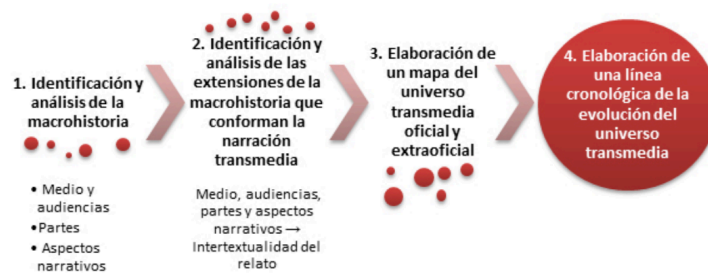 1. Identificación y
análisis de la
macrohistoria
• Medio y
audiencias
•Partes
• Aspectos
narrativos
2. Identificación y
análisis de las
extensiones de la
macrohistoria que
conforman la
narración
transmedia
Medio, audiencias,
partes y aspectos
narrativos →
Intertextualidad del
relato
3. Elaboración de
un mapa del
universo
transmedia
oficial y
extraoficial
4. Elaboración de
una línea
cronológica de la
evolución del
universo
transmedia